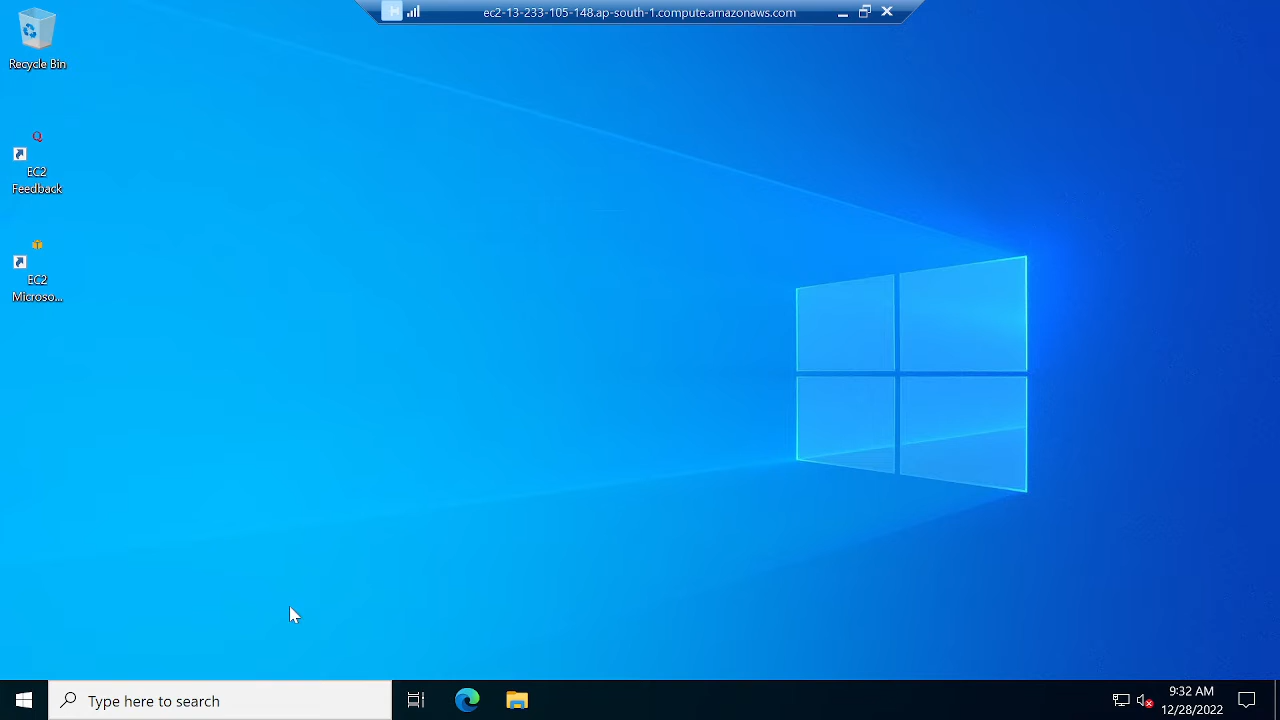 ec2-13-233-105-148.ap-south-1.compute.amazonaws.com
Recycle Bin
EC2
Feedback
EC2
Microso...
Type here to search
9:32 AM
12/28/2022